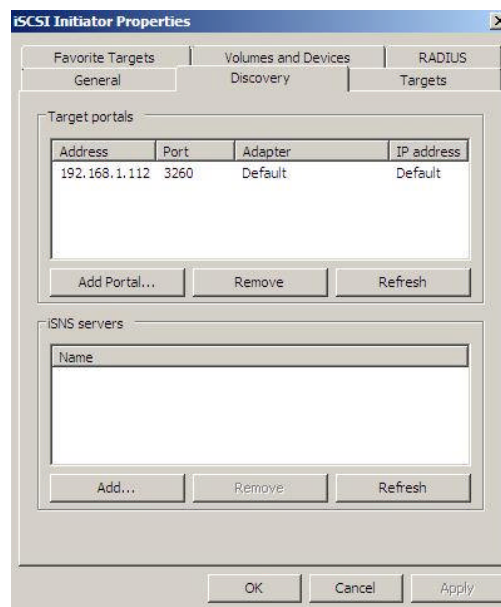 iSCSI Initiator Properties
Favorite Targets Volumes and Devices RADIUS
General Discovery Targets
Target portals
Address Port Adapter IP address
192.168.1.112 3260 Default Default
Add Portal... Remove Refresh
iSNS servers
Name
Add... Remove Refresh
OK Cancel Apply